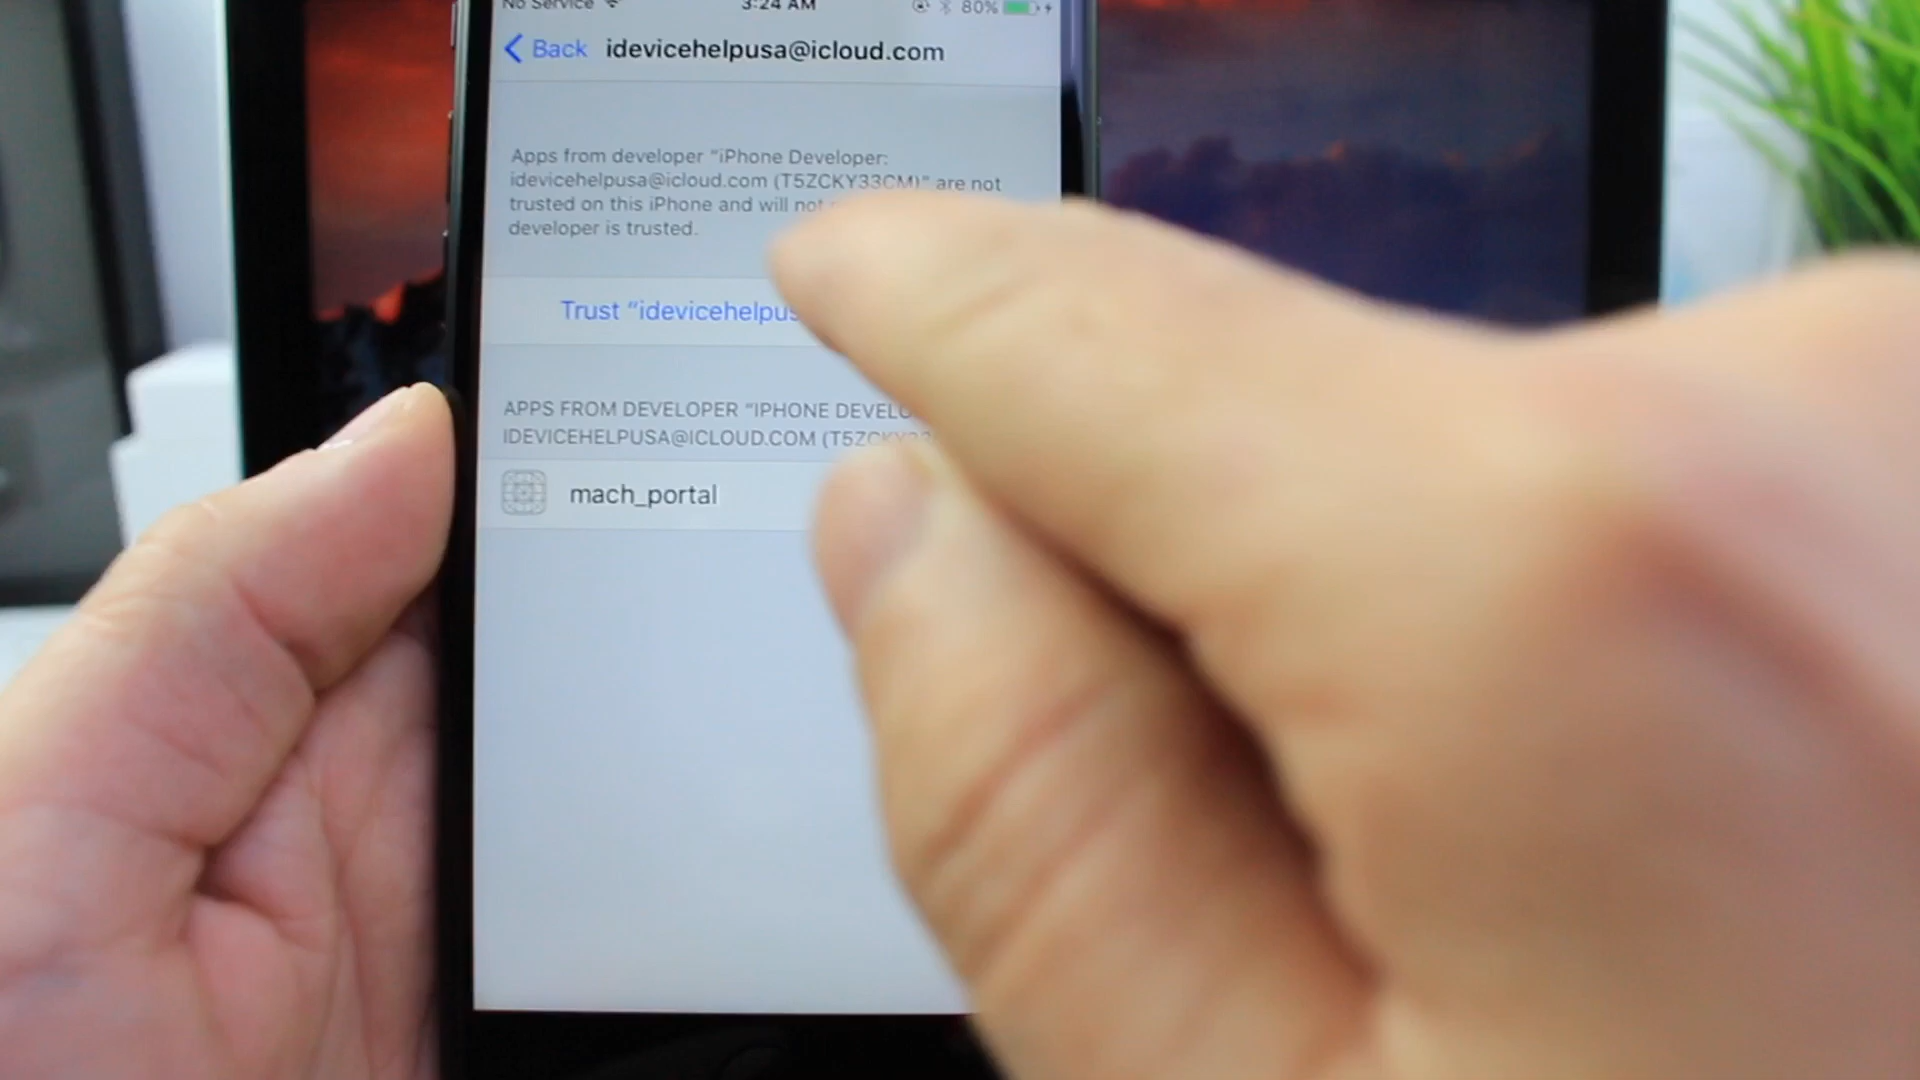 No Service 3:24 AM 80%
Back idevicehelpusa@icloud.com
Apps from developer “iPhone Developer:
idevicehelpusa@icloud.com (T5ZCKY33CM)” are not
trusted on this iPhone and will not
developer is trusted.
Trust “idevicehelpus
APPS FROM DEVELOPER “IPHONE DEVELO
IDEVICEHELPUSA@ICLOUD.COM (T5ZCKY33
mach_portal